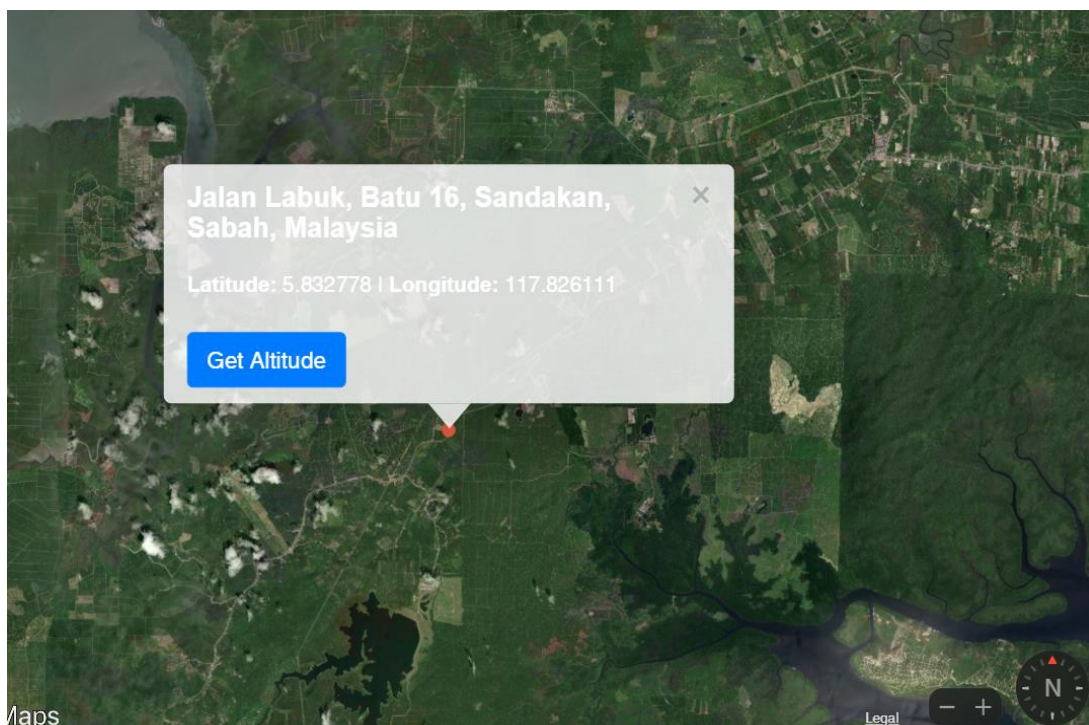 Jalan Labuk, Batu 16, Sandakan,
Sabah, Malaysia
×
Latitude: 5.832778 | Longitude: 117.826111
Get Altitude
Maps
Legal
− +
N